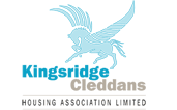 Kingsridge
Cleddans
HOUSING ASSOCIATION LIMITED